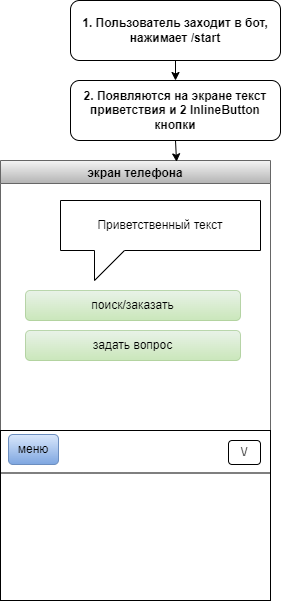 1. Пользователь заходит в бот,
нажимает /start
2. Появляются на экране текст
приветствия и 2 InlineButton
кнопки
экран телефона
Приветственный текст
поиск/заказать
задать вопрос
меню
V